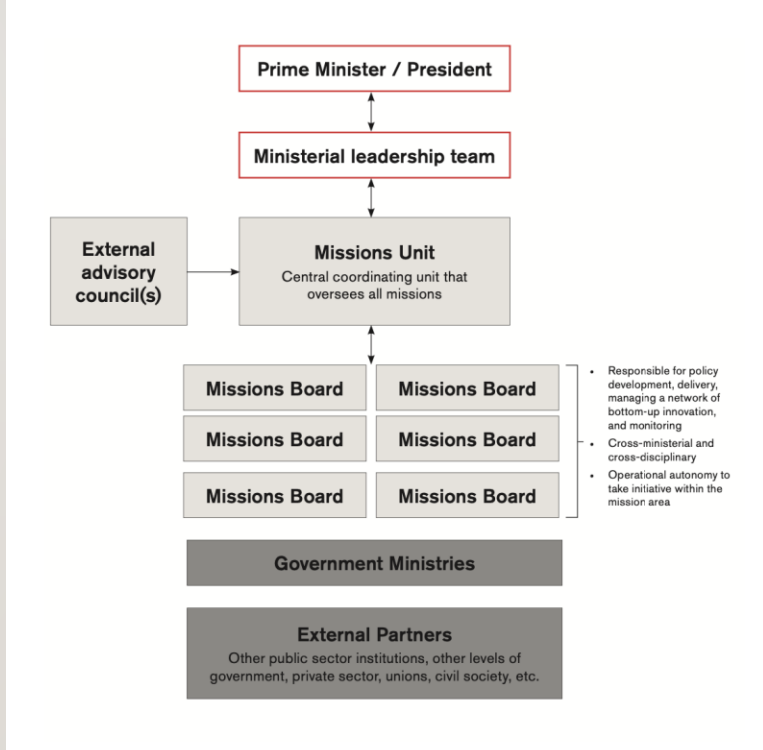 Prime Minister / President
Ministerial leadership team
External
advisory
council(s)
Missions Unit
Central coordinating unit that
oversees all missions
Missions Board
Missions Board
Missions Board
Missions Board
Missions Board
Missions Board
• Responsible for policy
development, delivery,
managing a network of
bottom-up innovation,
and monitoring
• Cross-ministerial and
cross-disciplinary
• Operational autonomy to
take initiative within the
mission area
Government Ministries
External Partners
Other public sector institutions, other levels of
government, private sector, unions, civil society, etc.